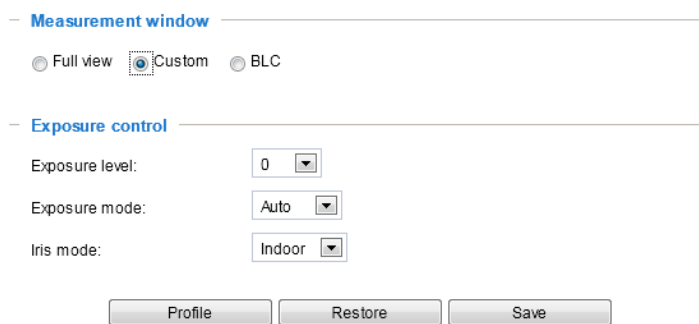 Measurement window
Full view Custom BLC
Exposure control
Exposure level: 0
Exposure mode: Auto
Iris mode: Indoor
Profile Restore Save